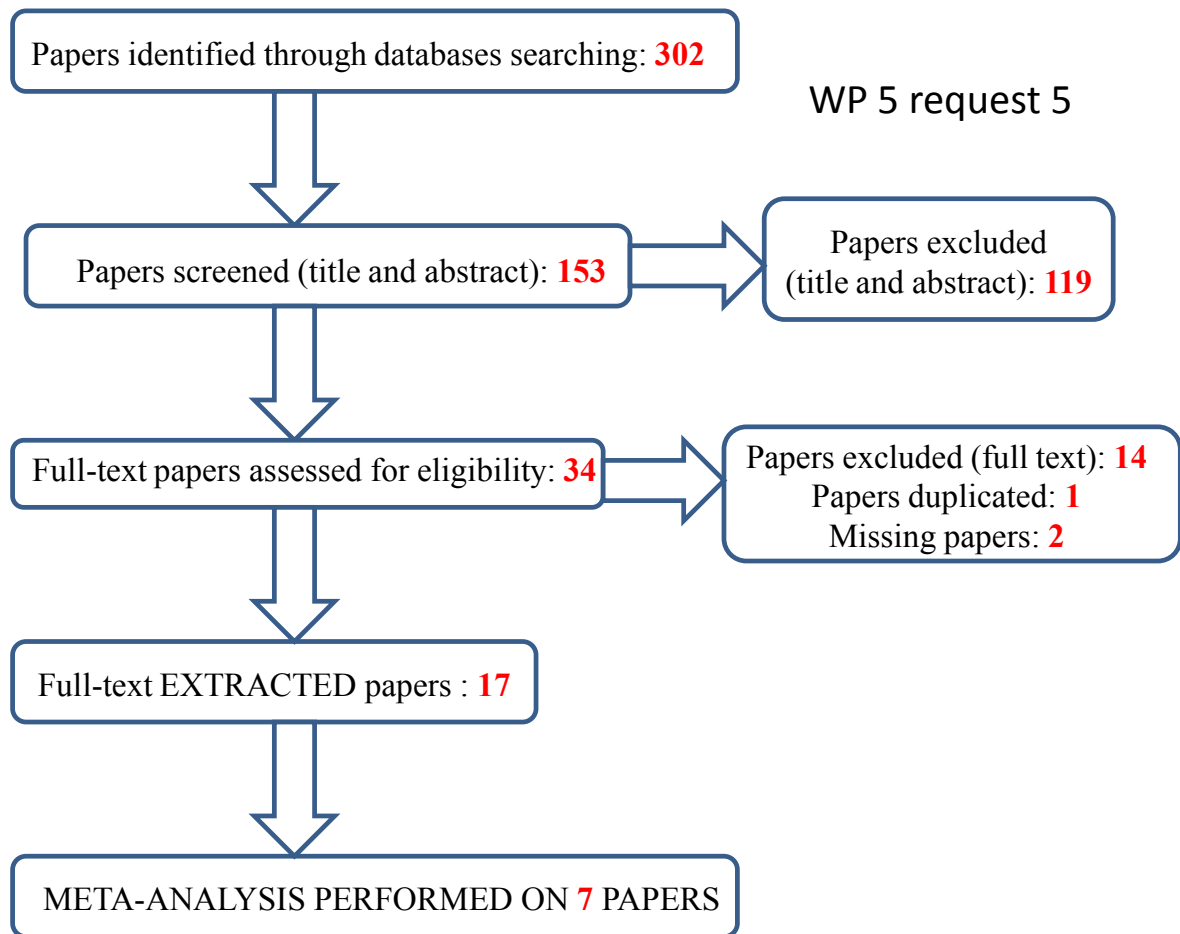 Papers identified through databases searching: 302
WP 5 request 5
Papers screened (title and abstract): 153
Papers excluded
(title and abstract): 119
Full-text papers assessed for eligibility: 34
Papers excluded (full text): 14
Papers duplicated: 1
Missing papers: 2
Full-text EXTRACTED papers : 17
META-ANALYSIS PERFORMED ON 7 PAPERS